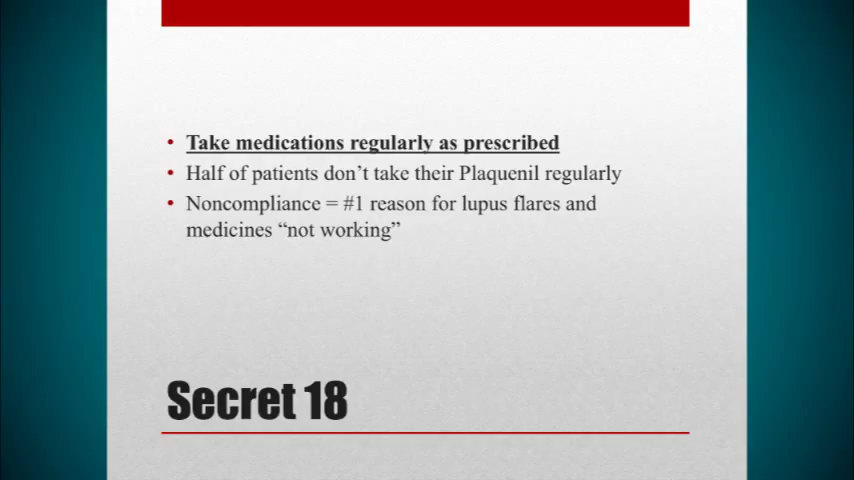 • Take medications regularly as prescribed
• Half of patients don’t take their Plaquenil regularly
• Noncompliance = #1 reason for lupus flares and
medicines “not working”
Secret 18